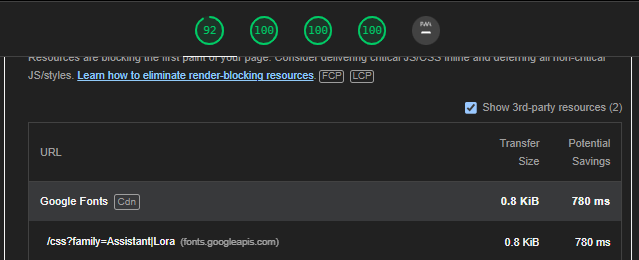 92
100
100
100
PWA
Resources are blocking the first paint of your page. Consider delivering critical JS/CSS inline and deferring all non-critical
JS/styles. Learn how to eliminate render-blocking resources. FCP LCP
Show 3rd-party resources (2)
URL
Transfer Size
Potential Savings
Google Fonts Cdn 0.8 KiB 780 ms
/css?family=Assistant|Lora (fonts.googleapis.com) 0.8 KiB 780 ms